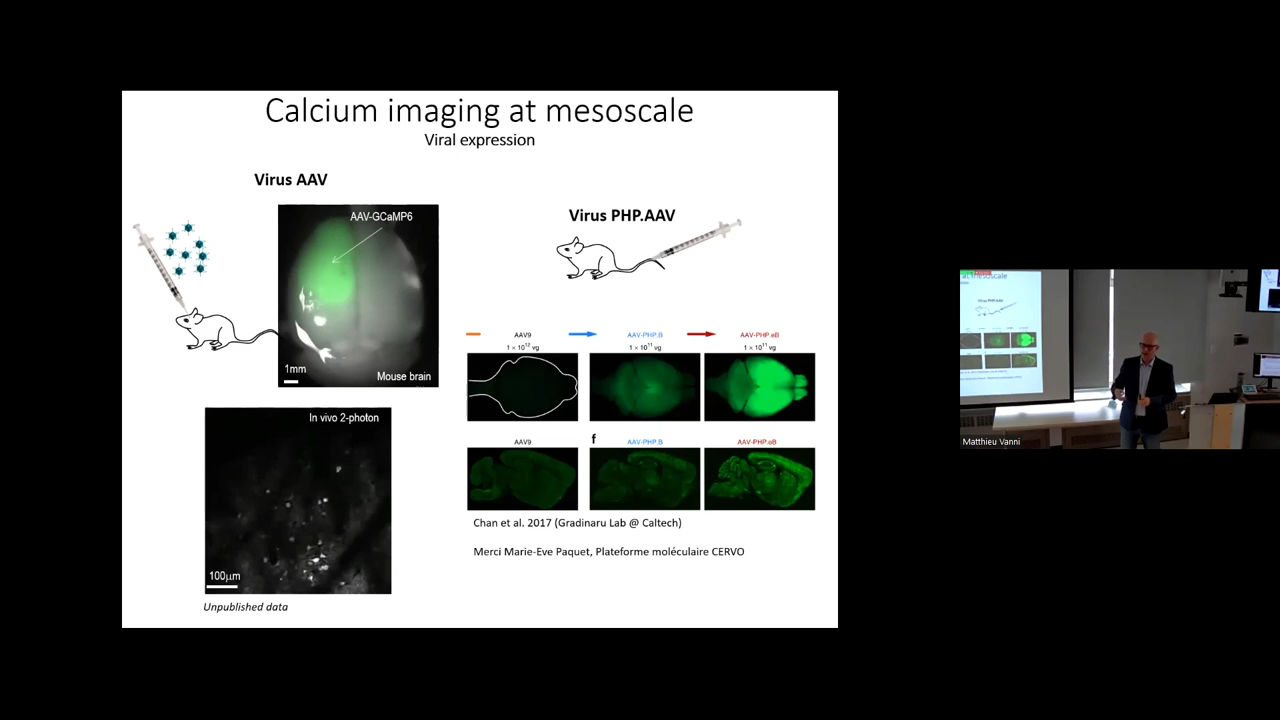 Calcium imaging at mesoscale
Viral expression
Virus AAV
AAV-GCaMP6
1mm
Mouse brain
In vivo 2-photon
100μm
Unpublished data
Virus PHP.AAV
AAV9
AAV-PHP.B
AAV-PHP.eB
1 × 10¹² vg
1 × 10¹¹ vg
1 × 10¹¹ vg
AAV9
f
AAV-PHP.B
AAV-PHP.eB
Chan et al. 2017 (Gradinaru Lab @ Caltech)
Merci Marie-Eve Paquet, Plateforme moléculaire CERVO
Matthieu Vanni